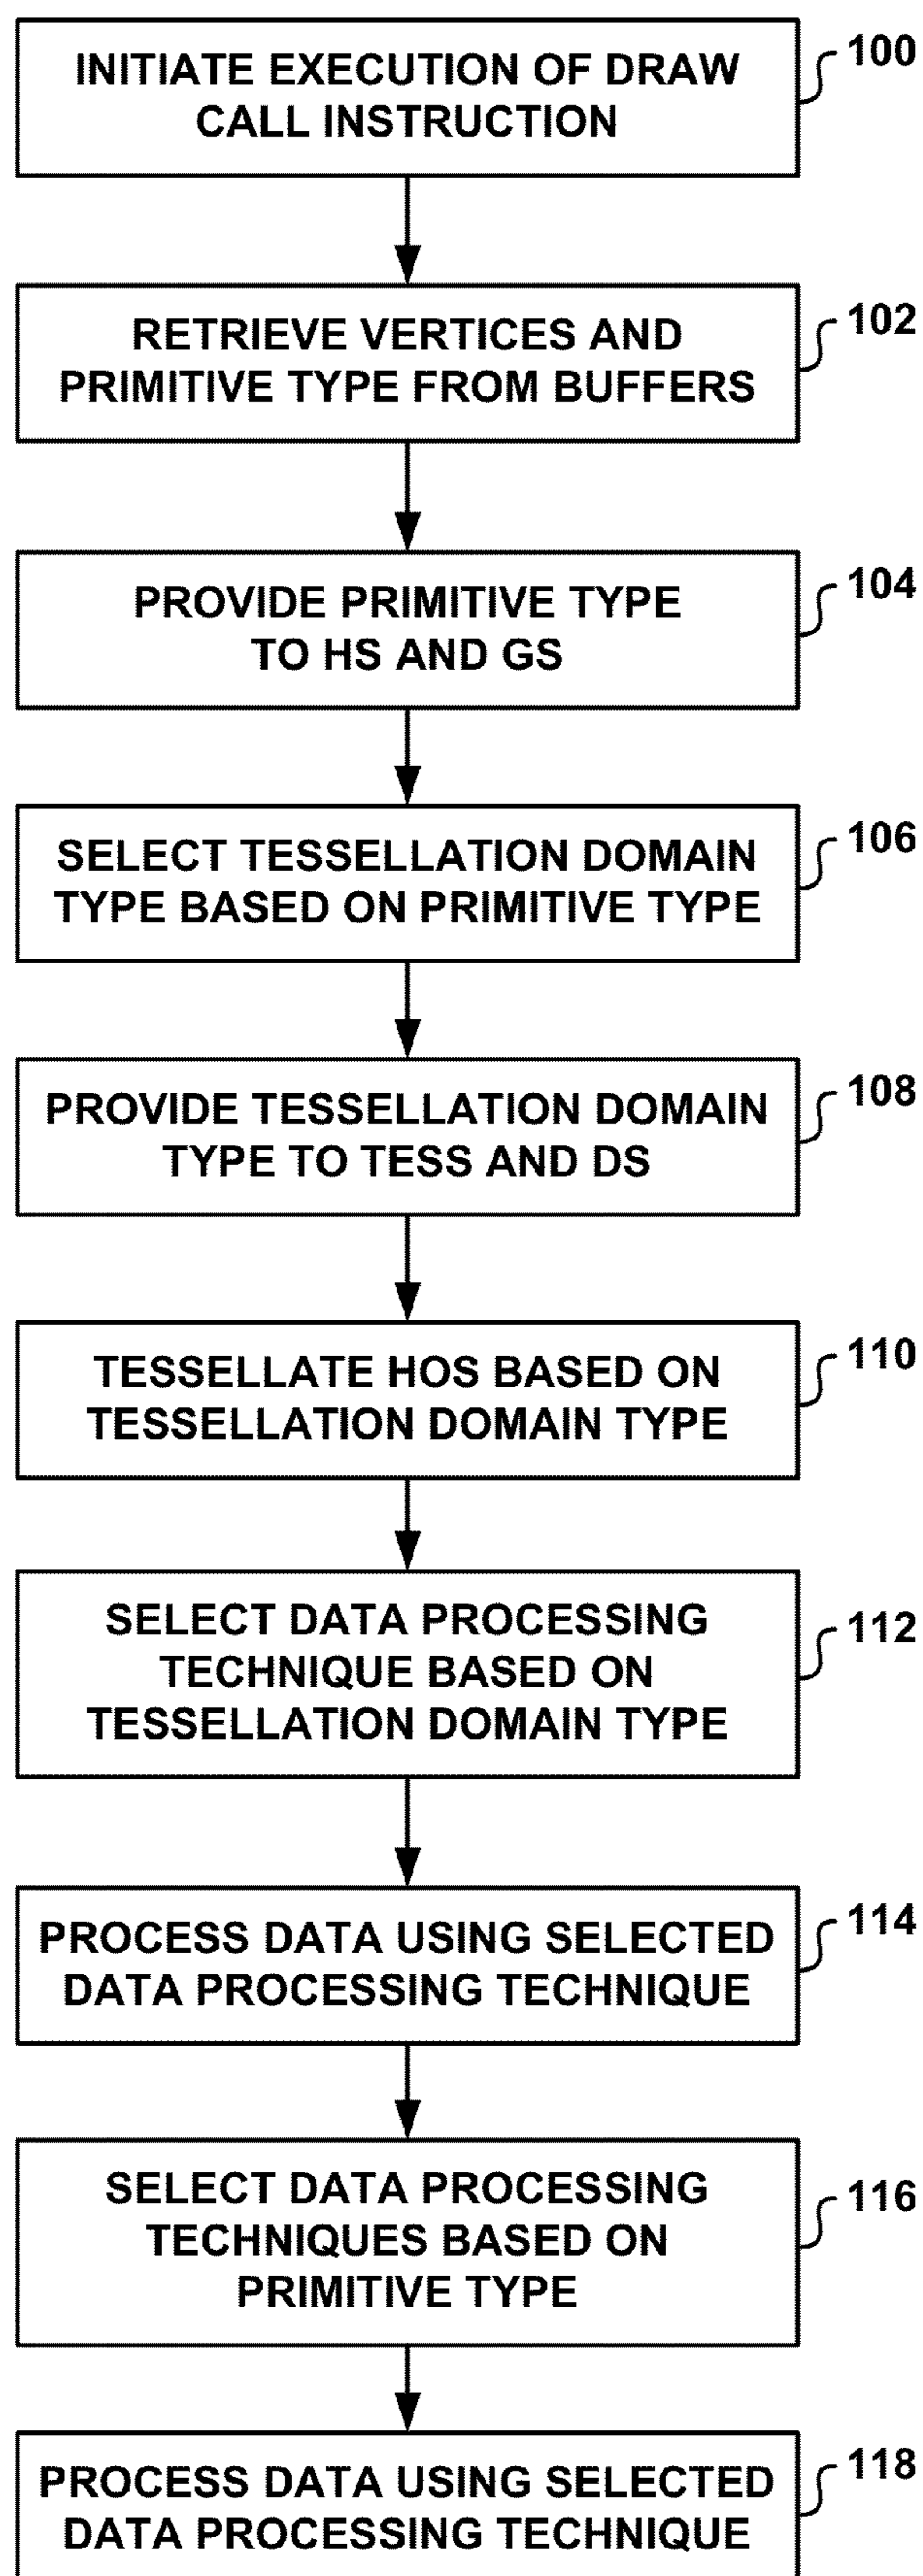 INITIATE EXECUTION OF DRAW
CALL INSTRUCTION
100
RETRIEVE VERTICES AND
PRIMITIVE TYPE FROM BUFFERS
102
PROVIDE PRIMITIVE TYPE
TO HS AND GS
104
SELECT TESSELLATION DOMAIN
TYPE BASED ON PRIMITIVE TYPE
106
PROVIDE TESSELLATION DOMAIN
TYPE TO TESS AND DS
108
TESSELLATE HOS BASED ON
TESSELLATION DOMAIN TYPE
110
SELECT DATA PROCESSING
TECHNIQUE BASED ON
TESSELLATION DOMAIN TYPE
112
PROCESS DATA USING SELECTED
DATA PROCESSING TECHNIQUE
114
SELECT DATA PROCESSING
TECHNIQUES BASED ON
PRIMITIVE TYPE
116
PROCESS DATA USING SELECTED
DATA PROCESSING TECHNIQUE
118